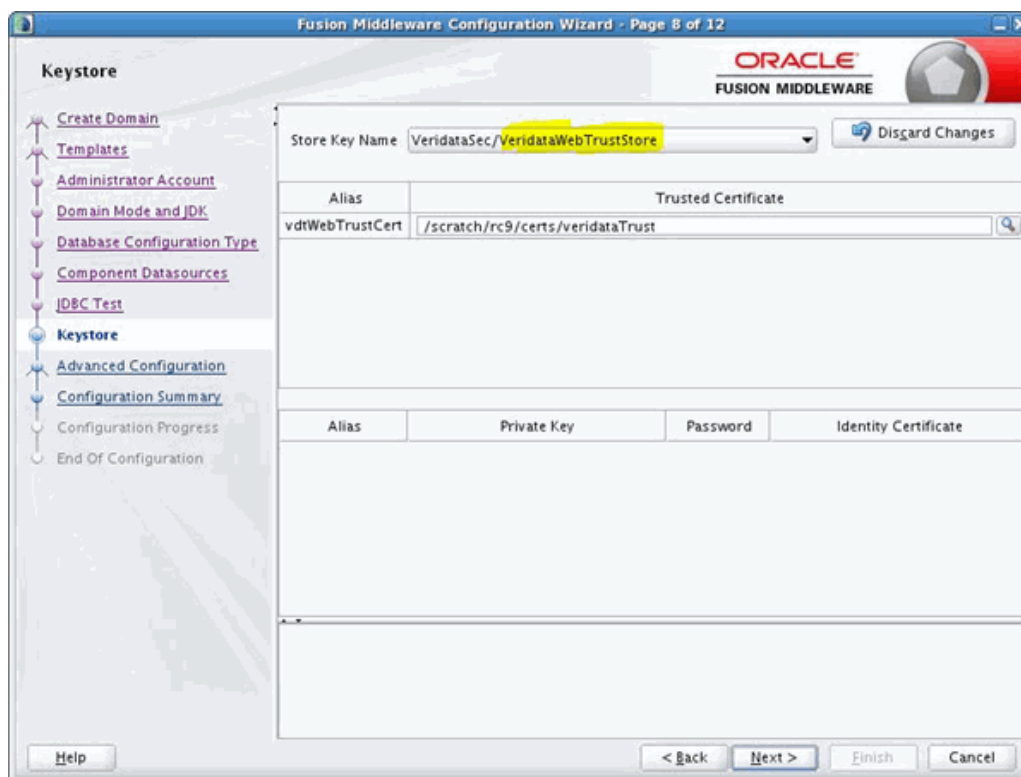 Fusion Middleware Configuration Wizard - Page 8 of 12
Keystore
ORACLE
FUSION MIDDLEWARE
Create Domain
Templates
Administrator Account
Domain Mode and JDK
Database Configuration Type
Component Datasources
JDBC Test
Keystore
Advanced Configuration
Configuration Summary
Configuration Progress
End Of Configuration
Store Key Name VeridataSec/VeridataWebTrustStore Discard Changes
Alias Trusted Certificate
vdtWebTrustCert /scratch/rc9/certs/veridataTrust
Alias Private Key Password Identity Certificate
Help < Back Next > Finish Cancel